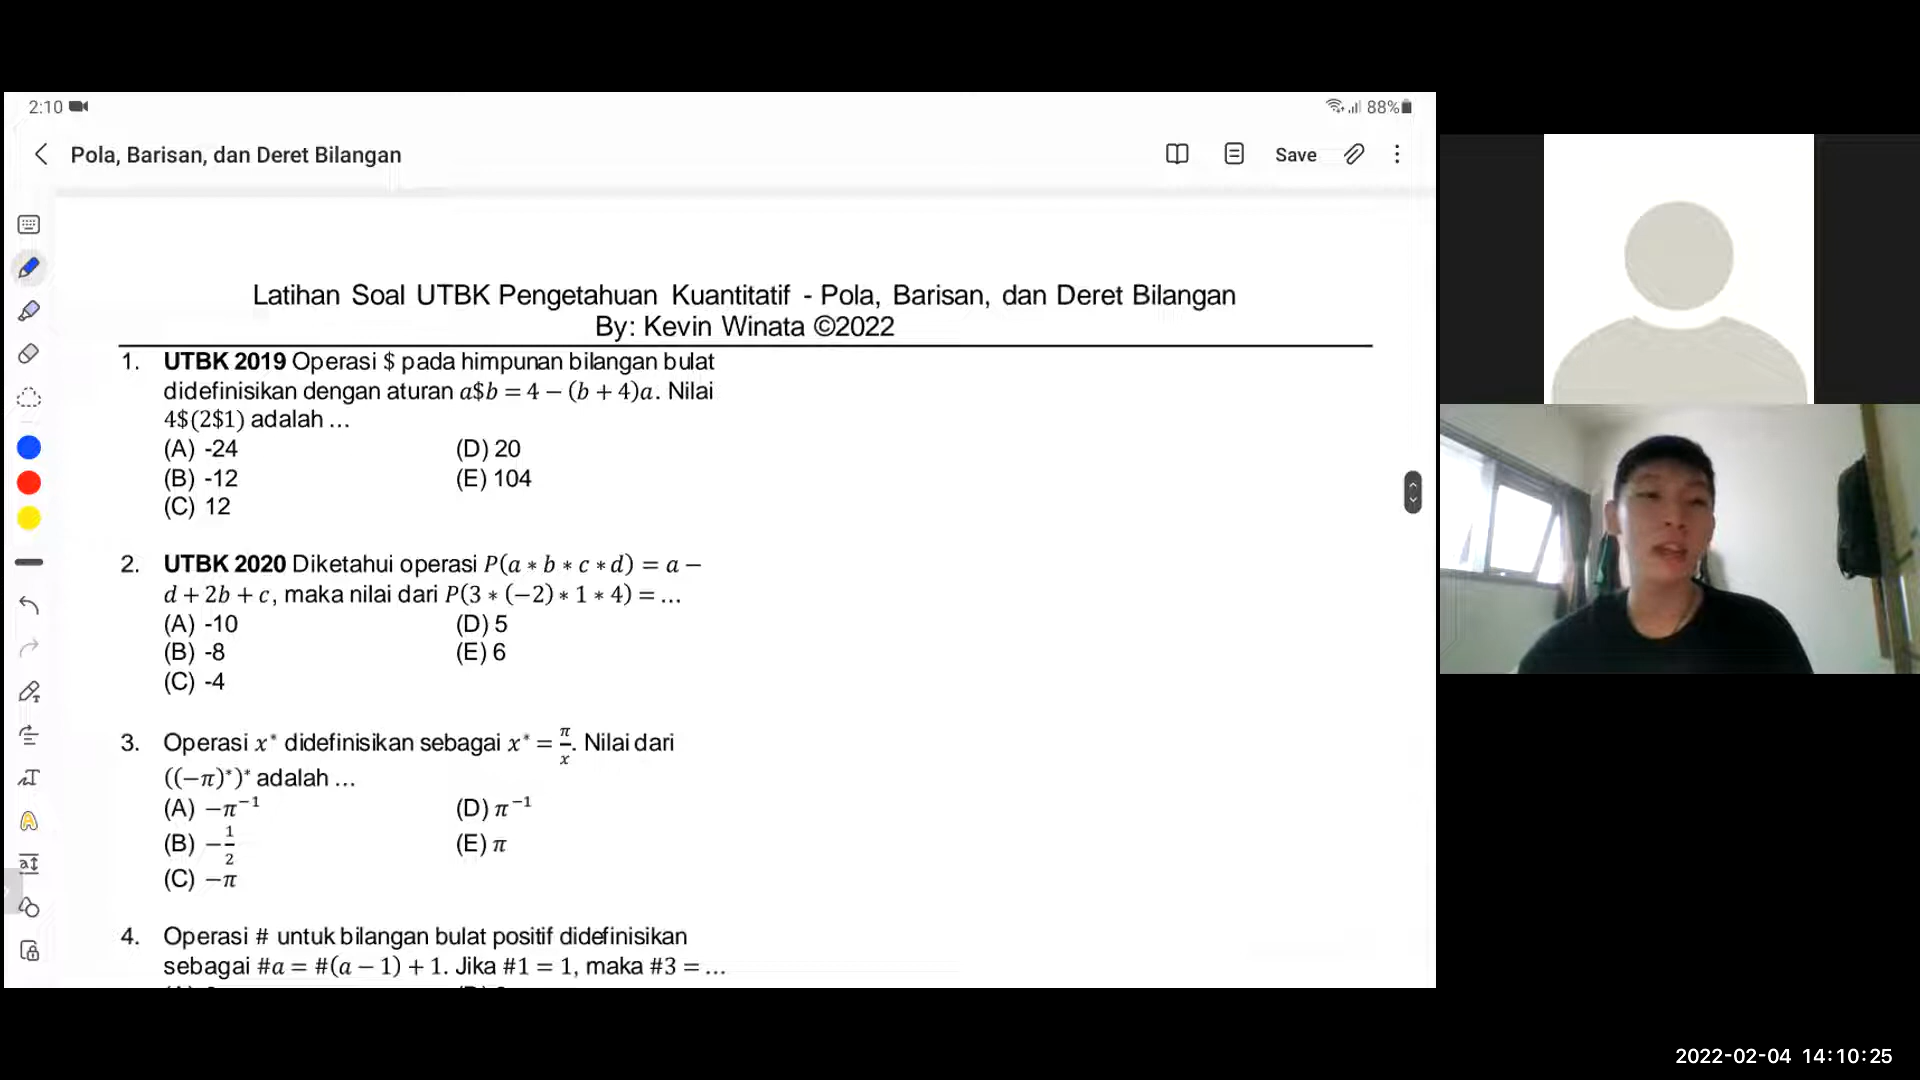 2:10
88%
Pola, Barisan, dan Deret Bilangan
Save
Latihan Soal UTBK Pengetahuan Kuantitatif - Pola, Barisan, dan Deret Bilangan
By: Kevin Winata ©2022
1. UTBK 2019 Operasi $ pada himpunan bilangan bulat
didefinisikan dengan aturan a$b = 4 − (b + 4)a. Nilai
4$(2$1) adalah …
(A) -24 (D) 20
(B) -12 (E) 104
(C) 12
2. UTBK 2020 Diketahui operasi P(a ∗ b ∗ c ∗ d) = a −
d + 2b + c, maka nilai dari P(3 ∗ (−2) ∗ 1 ∗ 4) = …
(A) -10 (D) 5
(B) -8 (E) 6
(C) -4
3. Operasi x* didefinisikan sebagai x* = π/x. Nilai dari
((−π)*)* adalah …
(A) −π⁻¹ (D) π⁻¹
(B) −1/2 (E) π
(C) −π
4. Operasi # untuk bilangan bulat positif didefinisikan
sebagai #a = #(a − 1) + 1. Jika #1 = 1, maka #3 = …
2022-02-04 14:10:25